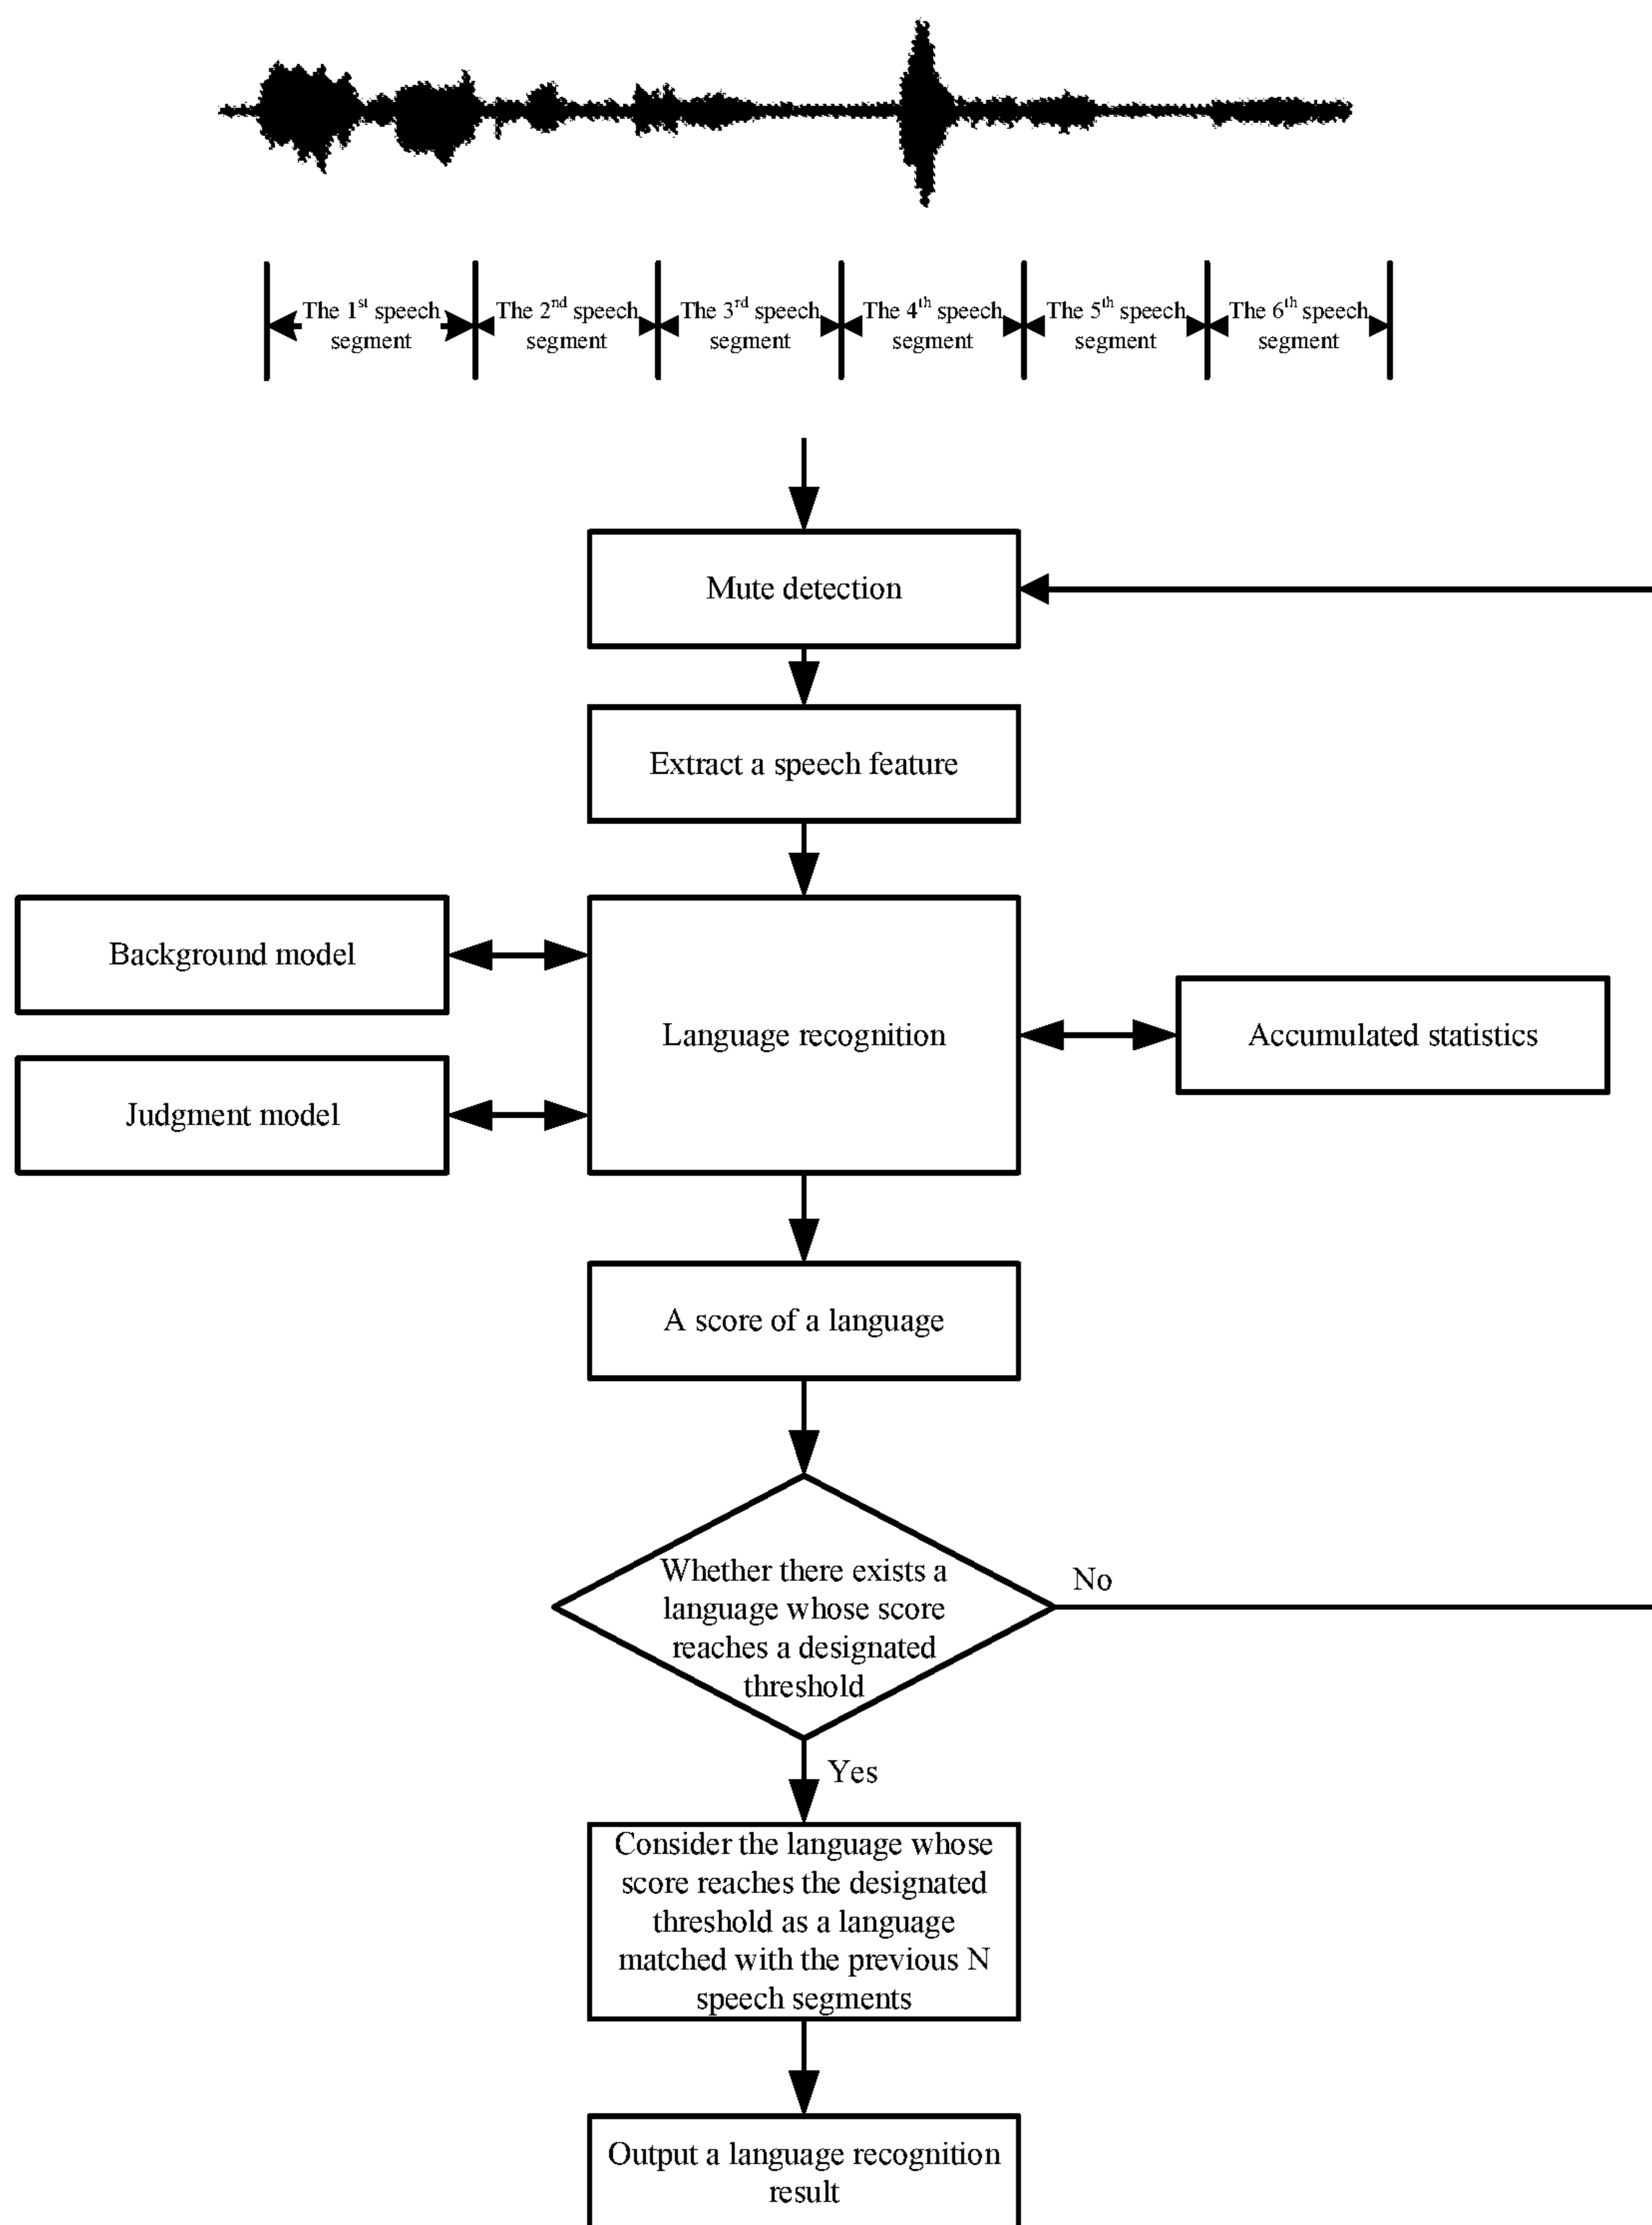 The 1st speech
segment
The 2nd speech
segment
The 3rd speech
segment
The 4th speech
segment
The 5th speech
segment
The 6th speech
segment
Mute detection
Extract a speech feature
Background model
Language recognition
Accumulated statistics
Judgment model
A score of a language
Whether there exists a
language whose score
reaches a designated
threshold
No
Yes
Consider the language whose
score reaches the designated
threshold as a language
matched with the previous N
speech segments
Output a language recognition
result